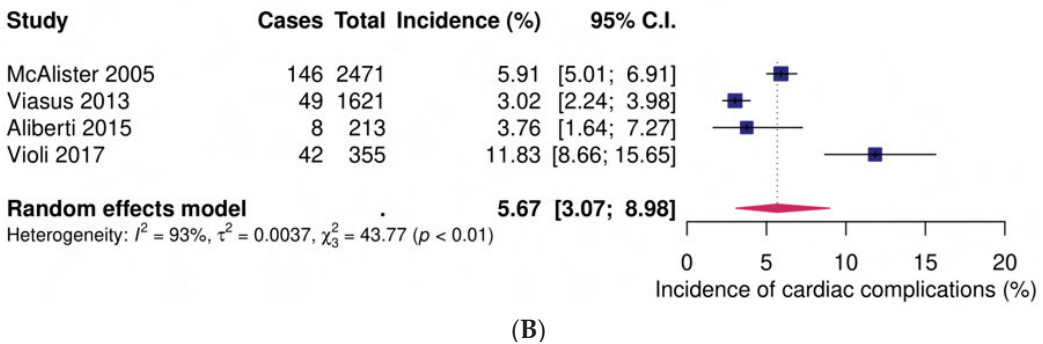 Study Cases Total Incidence (%) 95% C.I.
McAlister 2005 146 2471 5.91 [5.01; 6.91]
Viasus 2013 49 1621 3.02 [2.24; 3.98]
Aliberti 2015 8 213 3.76 [1.64; 7.27]
Violi 2017 42 355 11.83 [8.66; 15.65]
Random effects model . 5.67 [3.07; 8.98]
Heterogeneity: I² = 93%, τ² = 0.0037, χ²₃ = 43.77 (p < 0.01)
0 5 10 15 20
Incidence of cardiac complications (%)
(B)